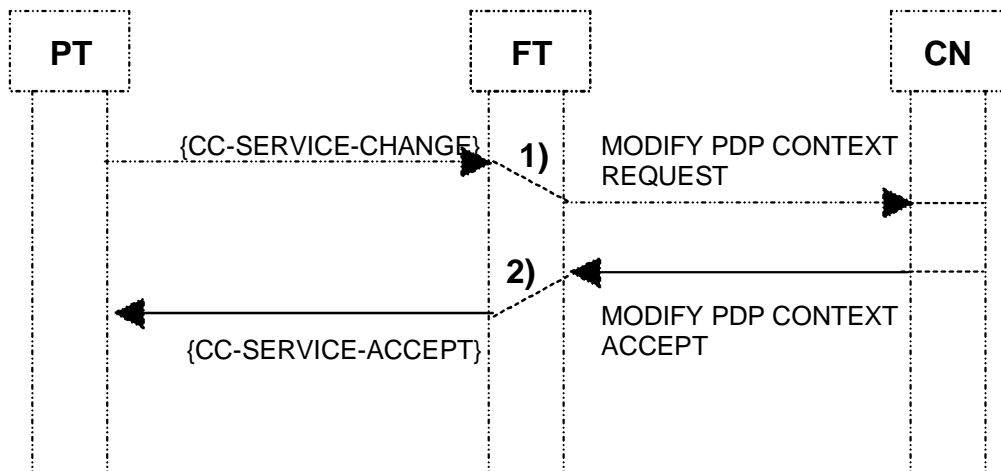 PT
FT
CN
{CC-SERVICE-CHANGE}
1)
MODIFY PDP CONTEXT
REQUEST
2)
{CC-SERVICE-ACCEPT}
MODIFY PDP CONTEXT
ACCEPT